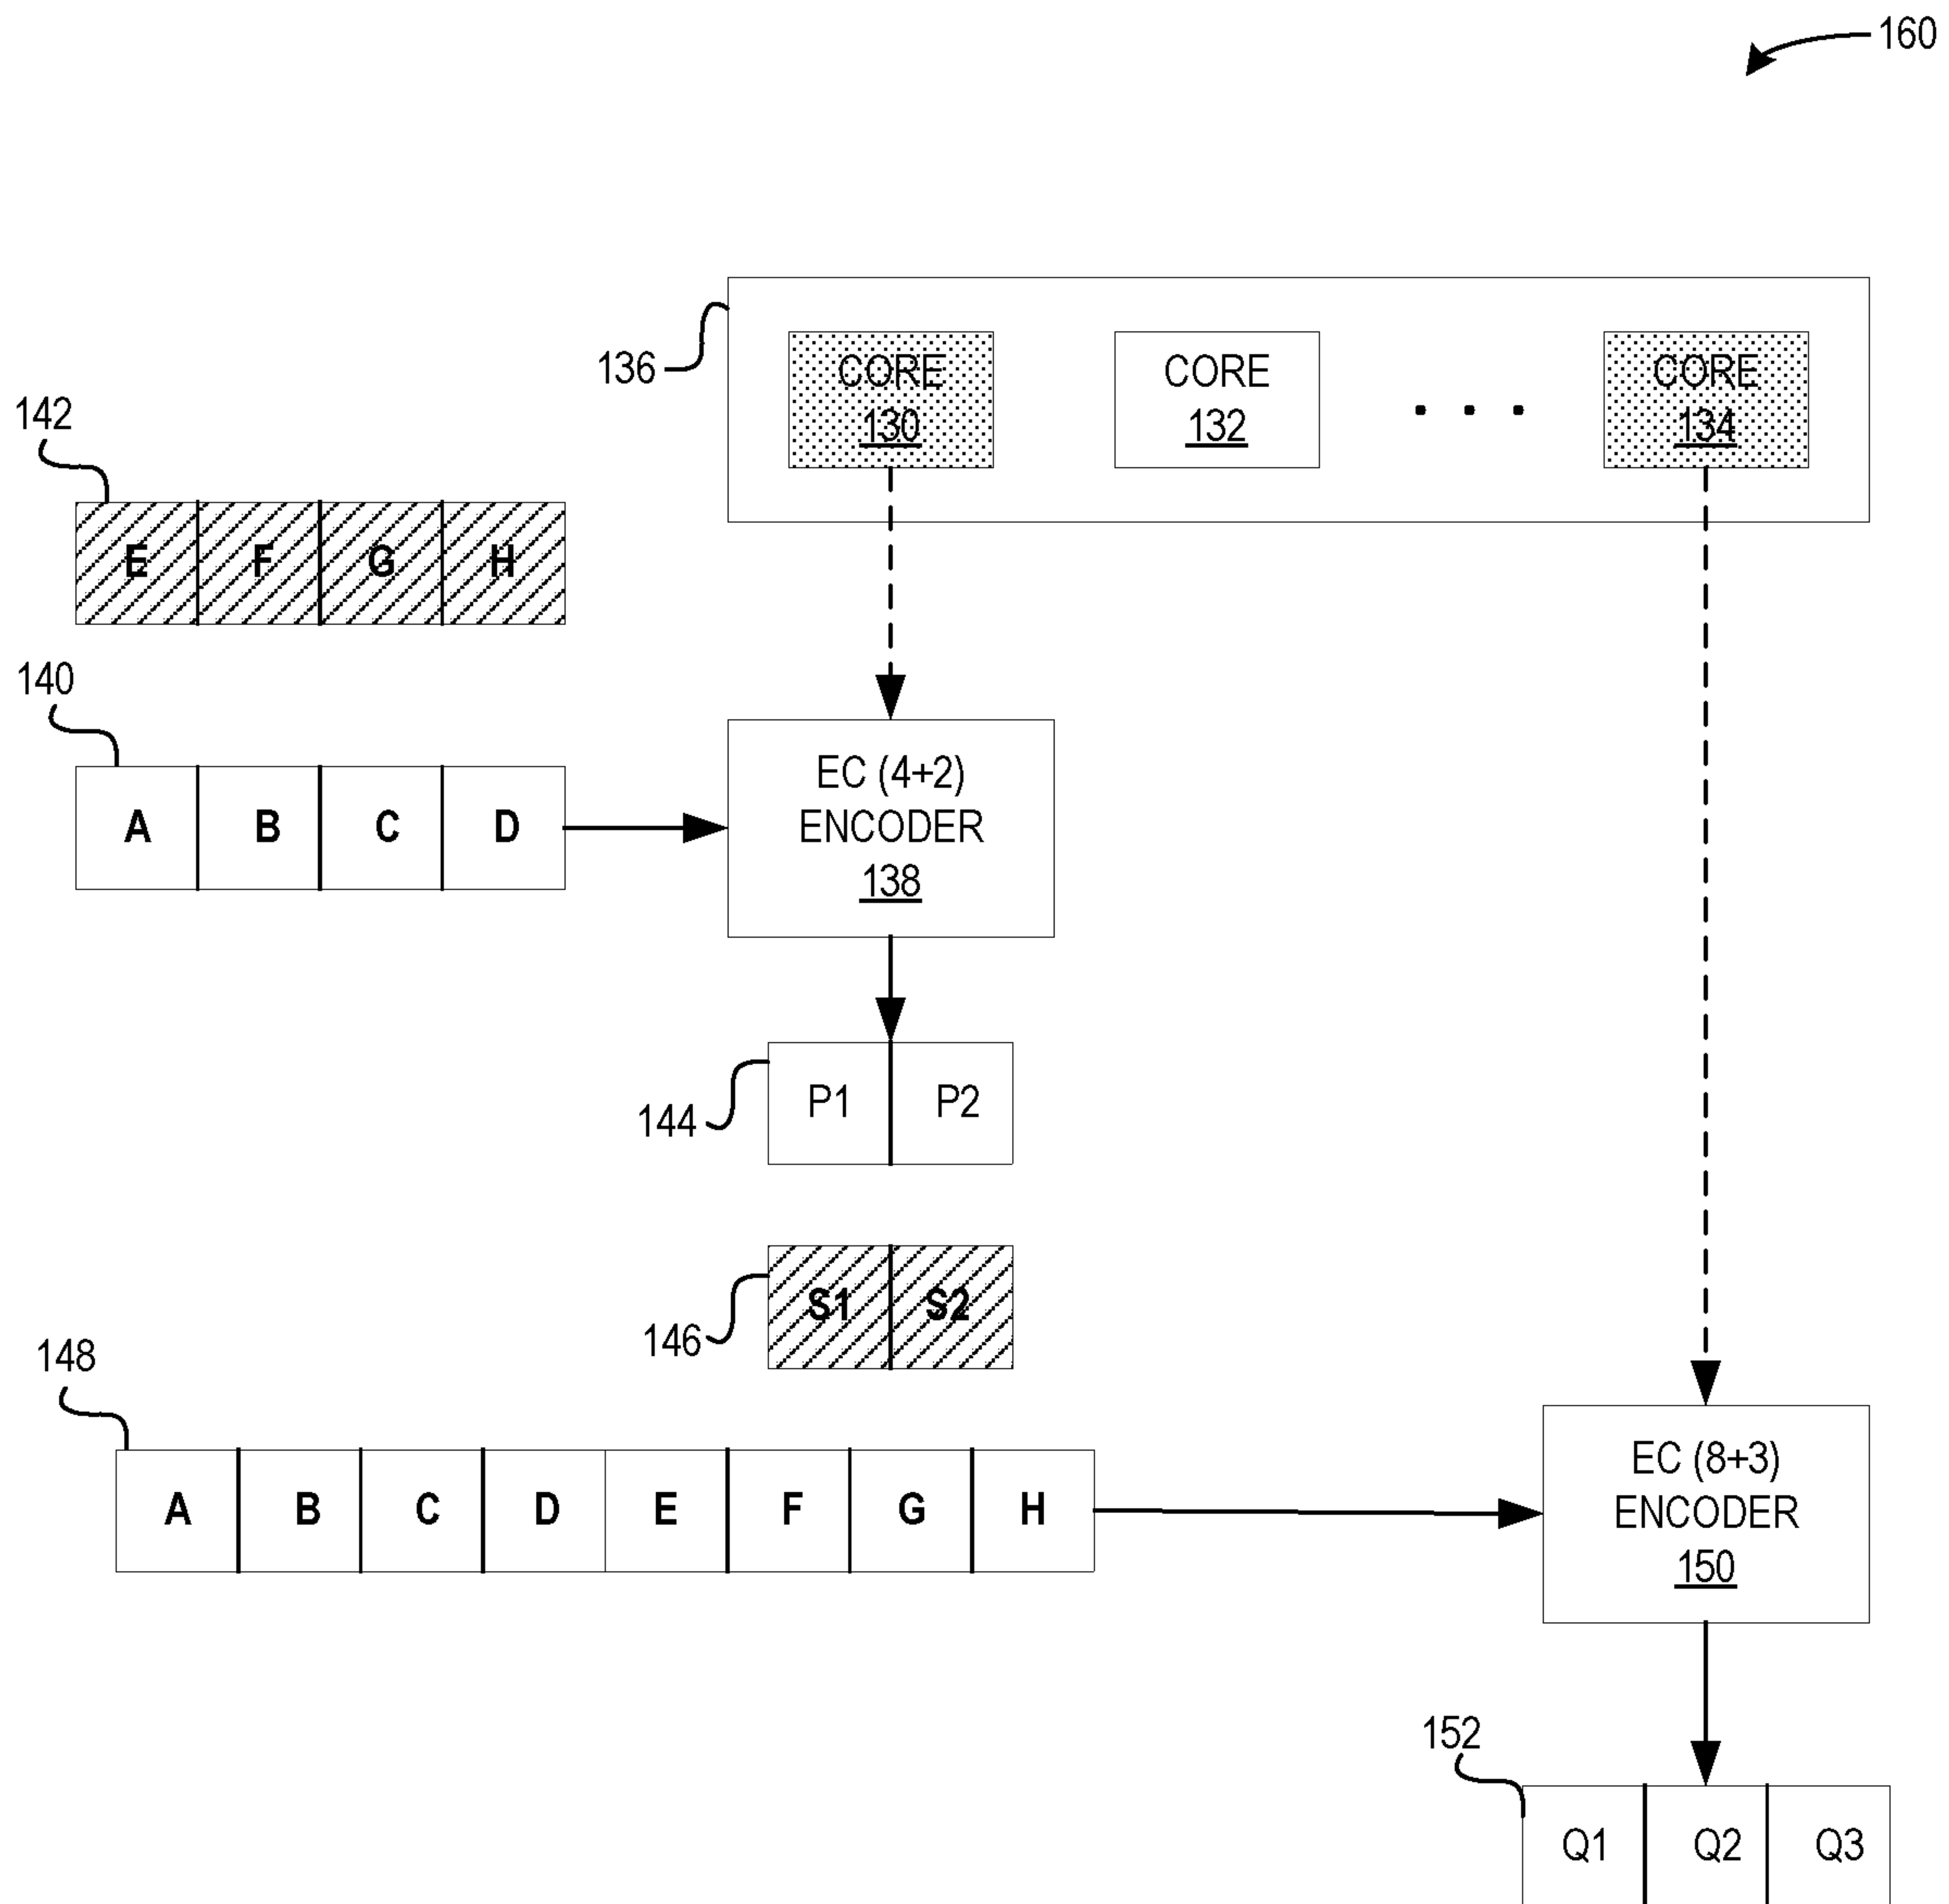 160
136
CORE
130
CORE
132
. . .
CORE
134
142
E F G H
140
A B C D
EC (4+2)
ENCODER
138
144
P1 P2
146
S1 S2
148
A B C D E F G H
EC (8+3)
ENCODER
150
152
Q1 Q2 Q3